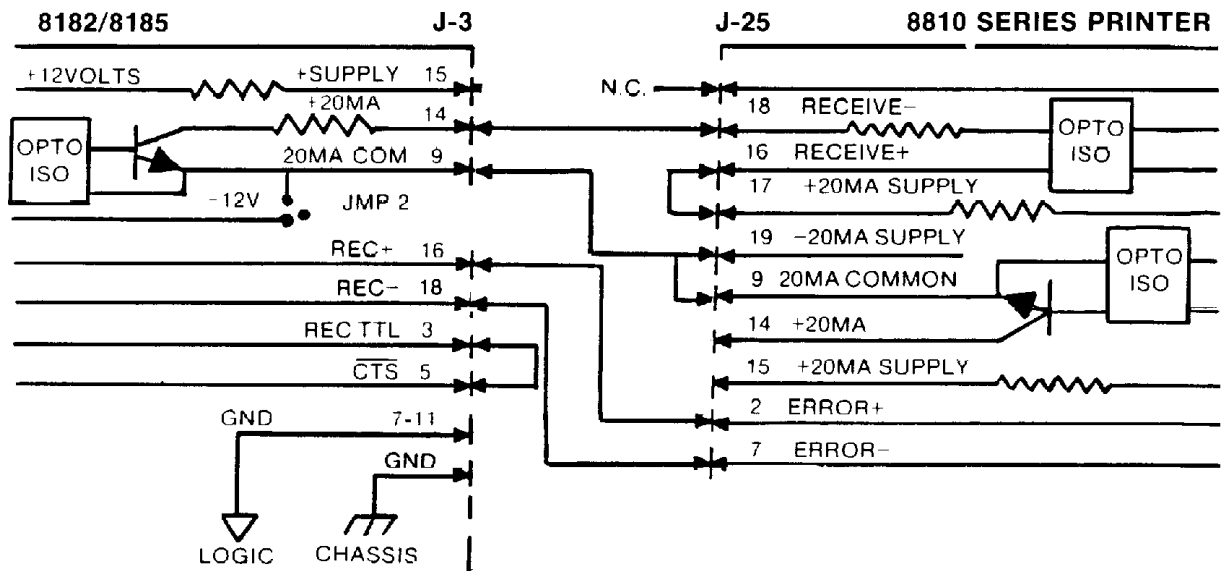 8182/8185 J-3 J-25 8810 SERIES PRINTER
+12VOLTS +SUPPLY 15
N.C.
+20MA 14
18 RECEIVE-
OPTO ISO
20MA COM 9
OPTO ISO
16 RECEIVE+
17 +20MA SUPPLY
-12V JMP 2
19 -20MA SUPPLY
REC+ 16
OPTO ISO
9 20MA COMMON
REC- 18
14 +20MA
REC TTL 3
15 +20MA SUPPLY
CTS 5
2 ERROR+
GND 7-11
7 ERROR-
GND
LOGIC CHASSIS